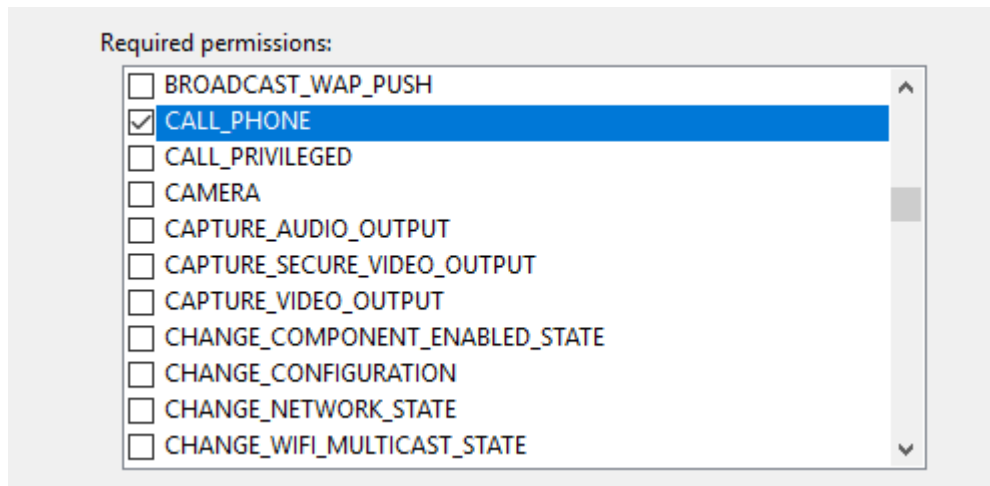 Required permissions:
BROADCAST_WAP_PUSH
CALL_PHONE
CALL_PRIVILEGED
CAMERA
CAPTURE_AUDIO_OUTPUT
CAPTURE_SECURE_VIDEO_OUTPUT
CAPTURE_VIDEO_OUTPUT
CHANGE_COMPONENT_ENABLED_STATE
CHANGE_CONFIGURATION
CHANGE_NETWORK_STATE
CHANGE_WIFI_MULTICAST_STATE